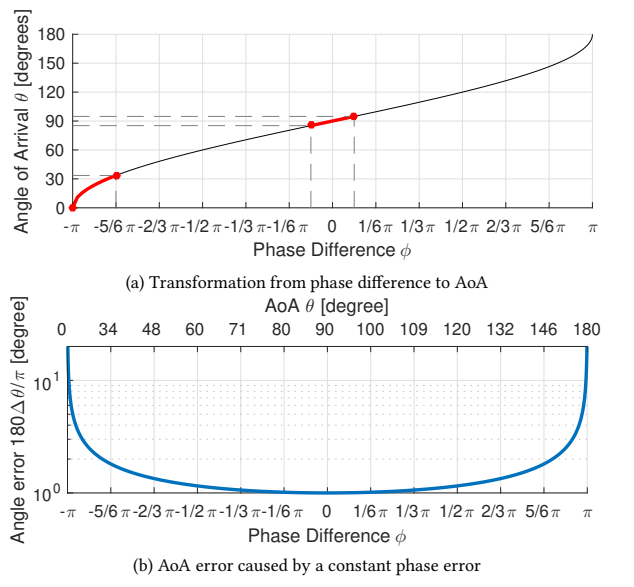 180
150
120
90
60
30
0
Angle of Arrival θ [degrees]
-π -5/6 π -2/3 π -1/2 π -1/3 π -1/6 π 0 1/6 π 1/3 π 1/2 π 2/3 π 5/6 π π
Phase Difference ϕ
(a) Transformation from phase difference to AoA
AoA θ [degree]
0 34 48 60 71 80 90 100 109 120 132 146 180
10¹
10⁰
Angle error 180Δθ/π [degree]
-π -5/6 π -2/3 π -1/2 π -1/3 π -1/6 π 0 1/6 π 1/3 π 1/2 π 2/3 π 5/6 π π
Phase Difference ϕ
(b) AoA error caused by a constant phase error